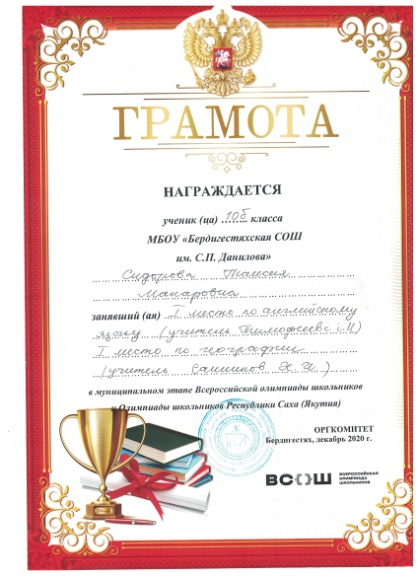 ГРАМОТА
НАГРАЖДАЕТСЯ
ученик (ца) 10б класса
МБОУ «Бердигестяхская СОШ
им. С.П. Данилова»
Сидорова Таисия
Макаровна
занявший (ая) I место по английскому
языку (учитель Тимофеева
I место по географии
(учитель
в муниципальном этапе Всероссийской олимпиады школьников
и Олимпиады школьников Республики Саха (Якутия)
ОРГКОМИТЕТ
Бердигестях, декабрь 2020 г.
ВСОШ
ВСЕРОССИЙСКАЯ
ОЛИМПИАДА
ШКОЛЬНИКОВ